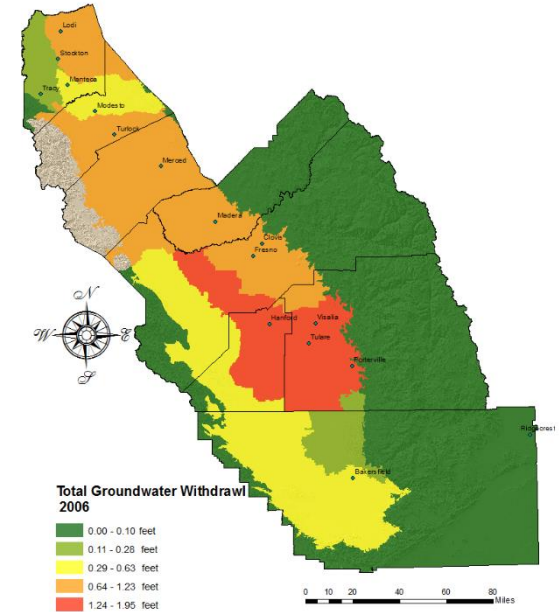 Lodi
Stockton
Manteca
Tracy
Modesto
Turlock
Merced
Madera
Clovis
Fresno
N
W E
S
Hanford
Visalia
Tulare
Porterville
Ridgecrest
Bakersfield
Total Groundwater Withdrawl
2006
0.00 - 0.10 feet
0.11 - 0.28 feet
0.29 - 0.63 feet
0.64 - 1.23 feet
1.24 - 1.95 feet
0 10 20 40 60 80
Miles